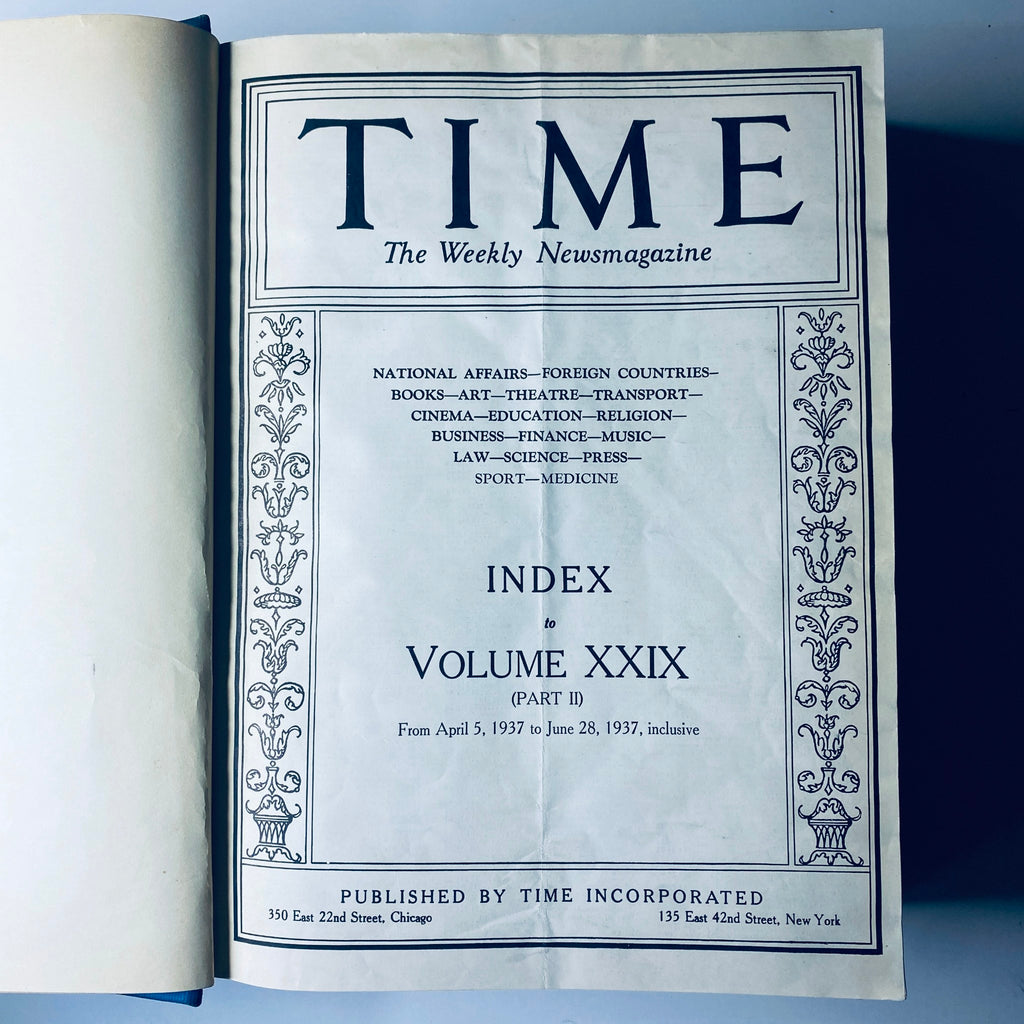 TIME
The Weekly Newsmagazine
NATIONAL AFFAIRS—FOREIGN COUNTRIES—
BOOKS—ART—THEATRE—TRANSPORT—
CINEMA—EDUCATION—RELIGION—
BUSINESS—FINANCE—MUSIC—
LAW—SCIENCE—PRESS—
SPORT—MEDICINE
INDEX
to
VOLUME XXIX
(PART II)
From April 5, 1937 to June 28, 1937, inclusive
PUBLISHED BY TIME INCORPORATED
350 East 22nd Street, Chicago 135 East 42nd Street, New York